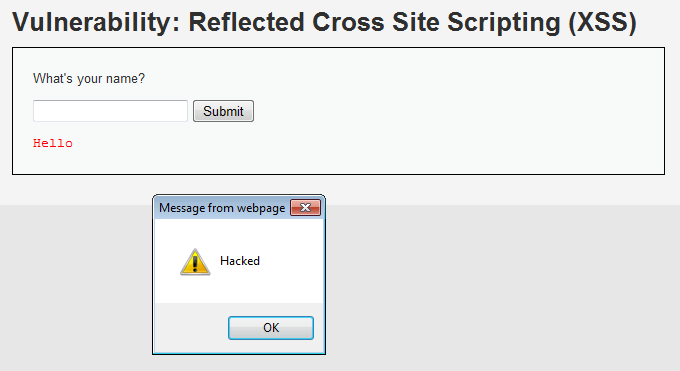 Vulnerability: Reflected Cross Site Scripting (XSS)
What's your name?
Submit
Hello
Message from webpage
Hacked
OK